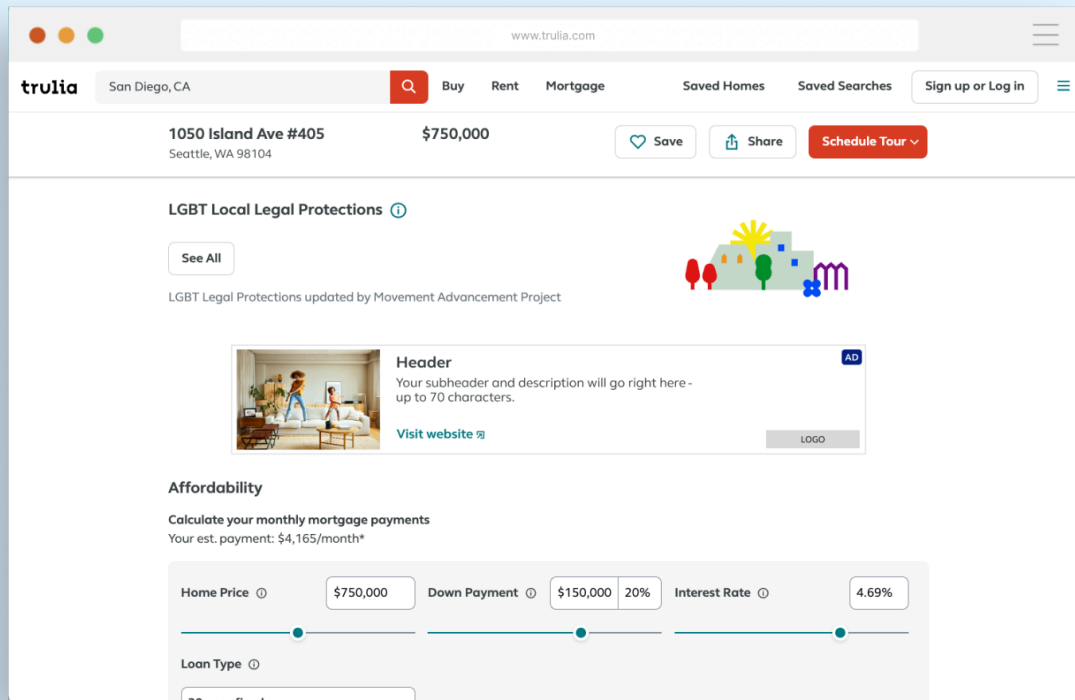 www.trulia.com
trulia
San Diego, CA
Buy
Rent
Mortgage
Saved Homes
Saved Searches
Sign up or Log in
1050 Island Ave #405
Seattle, WA 98104
$750,000
Save
Share
Schedule Tour
LGBT Local Legal Protections
See All
LGBT Legal Protections updated by Movement Advancement Project
Header
AD
Your subheader and description will go right here -
up to 70 characters.
Visit website
LOGO
Affordability
Calculate your monthly mortgage payments
Your est. payment: $4,165/month*
Home Price
$750,000
Down Payment
$150,000
20%
Interest Rate
4.69%
Loan Type